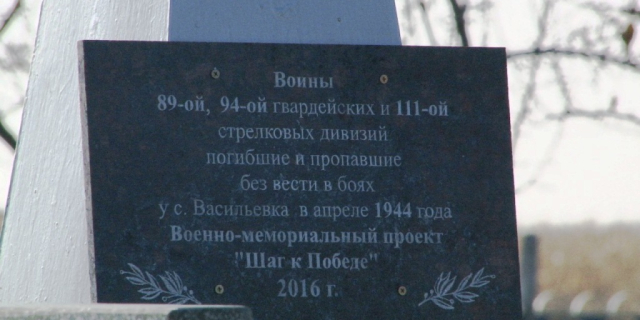 Воины
89-ой, 94-ой гвардейских и 111-ой
стрелковых дивизий
погибшие и пропавшие
без вести в боях
у с. Васильевка в апреле 1944 года
Военно-мемориальный проект
"Шаг к Победе"
2016 г.